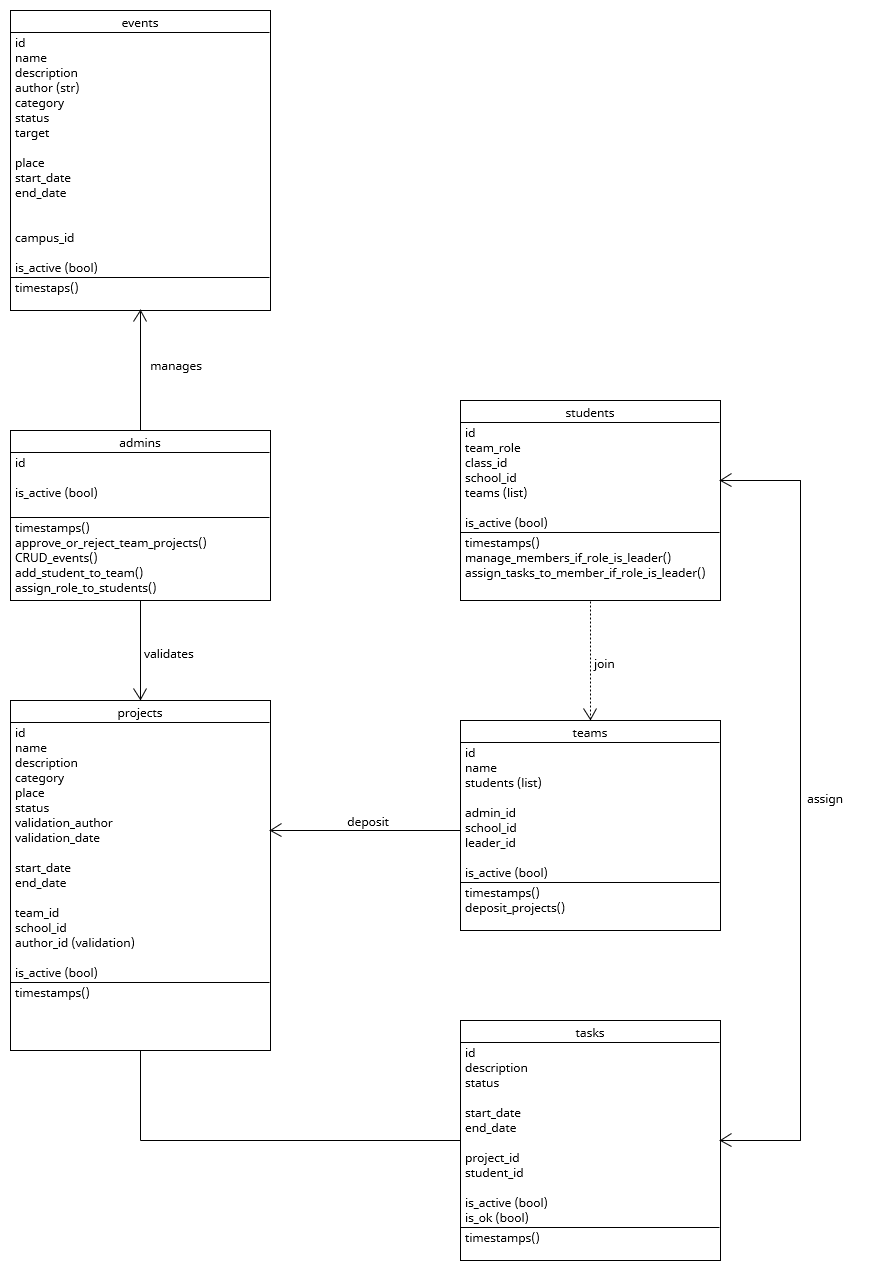 events
id
name
description
author (str)
category
status
target
place
start_date
end_date
campus_id
is_active (bool)
timestaps()
manages
admins
id
is_active (bool)
timestamps()
approve_or_reject_team_projects()
CRUD_events()
add_student_to_team()
assign_role_to_students()
students
id
team_role
class_id
school_id
teams (list)
is_active (bool)
timestamps()
manage_members_if_role_is_leader()
assign_tasks_to_member_if_role_is_leader()
validates
join
projects
id
name
description
category
place
status
validation_author
validation_date
start_date
end_date
team_id
school_id
author_id (validation)
is_active (bool)
timestamps()
deposit
teams
id
name
students (list)
admin_id
school_id
leader_id
is_active (bool)
timestamps()
deposit_projects()
assign
tasks
id
description
status
start_date
end_date
project_id
student_id
is_active (bool)
is_ok (bool)
timestamps()